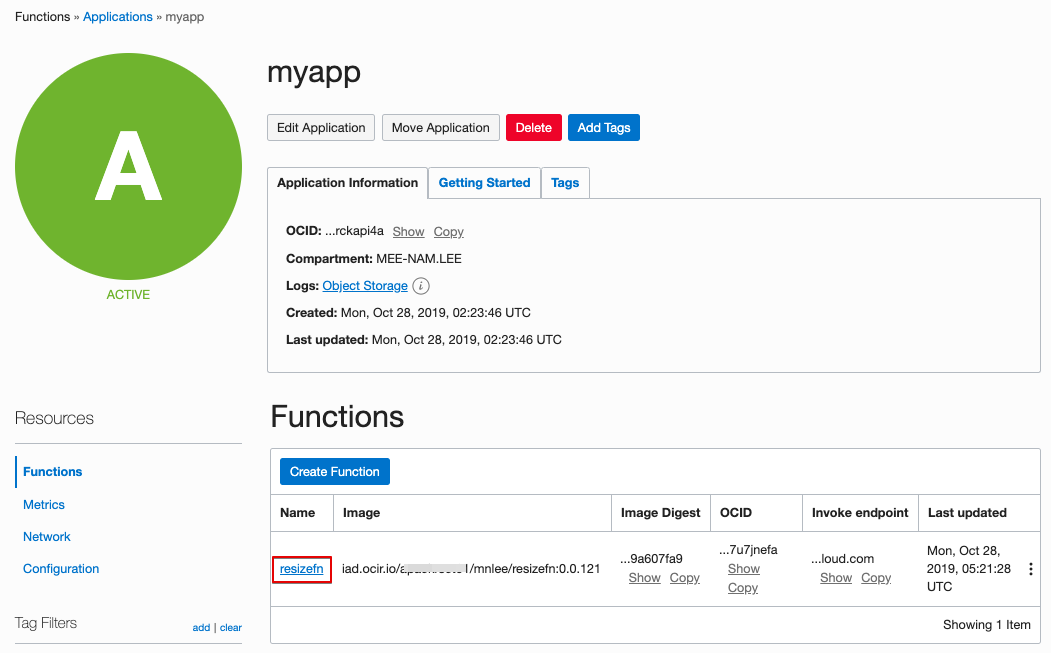 Functions » Applications » myapp
A
ACTIVE
myapp
Edit Application Move Application Delete Add Tags
Application Information Getting Started Tags
OCID: ...rckapi4a Show Copy
Compartment: MEE-NAM.LEE
Logs: Object Storage i
Created: Mon, Oct 28, 2019, 02:23:46 UTC
Last updated: Mon, Oct 28, 2019, 02:23:46 UTC
Resources
Functions
Metrics
Network
Configuration
Tag Filters add | clear
Functions
Create Function
Name Image Image Digest OCID Invoke endpoint Last updated
resizefn iad.ocir.io/ /mnlee/resizefn:0.0.121 ...9a607fa9 Show Copy ...7u7jnefa Show Copy ...loud.com Show Copy Mon, Oct 28, 2019, 05:21:28 UTC
Showing 1 Item